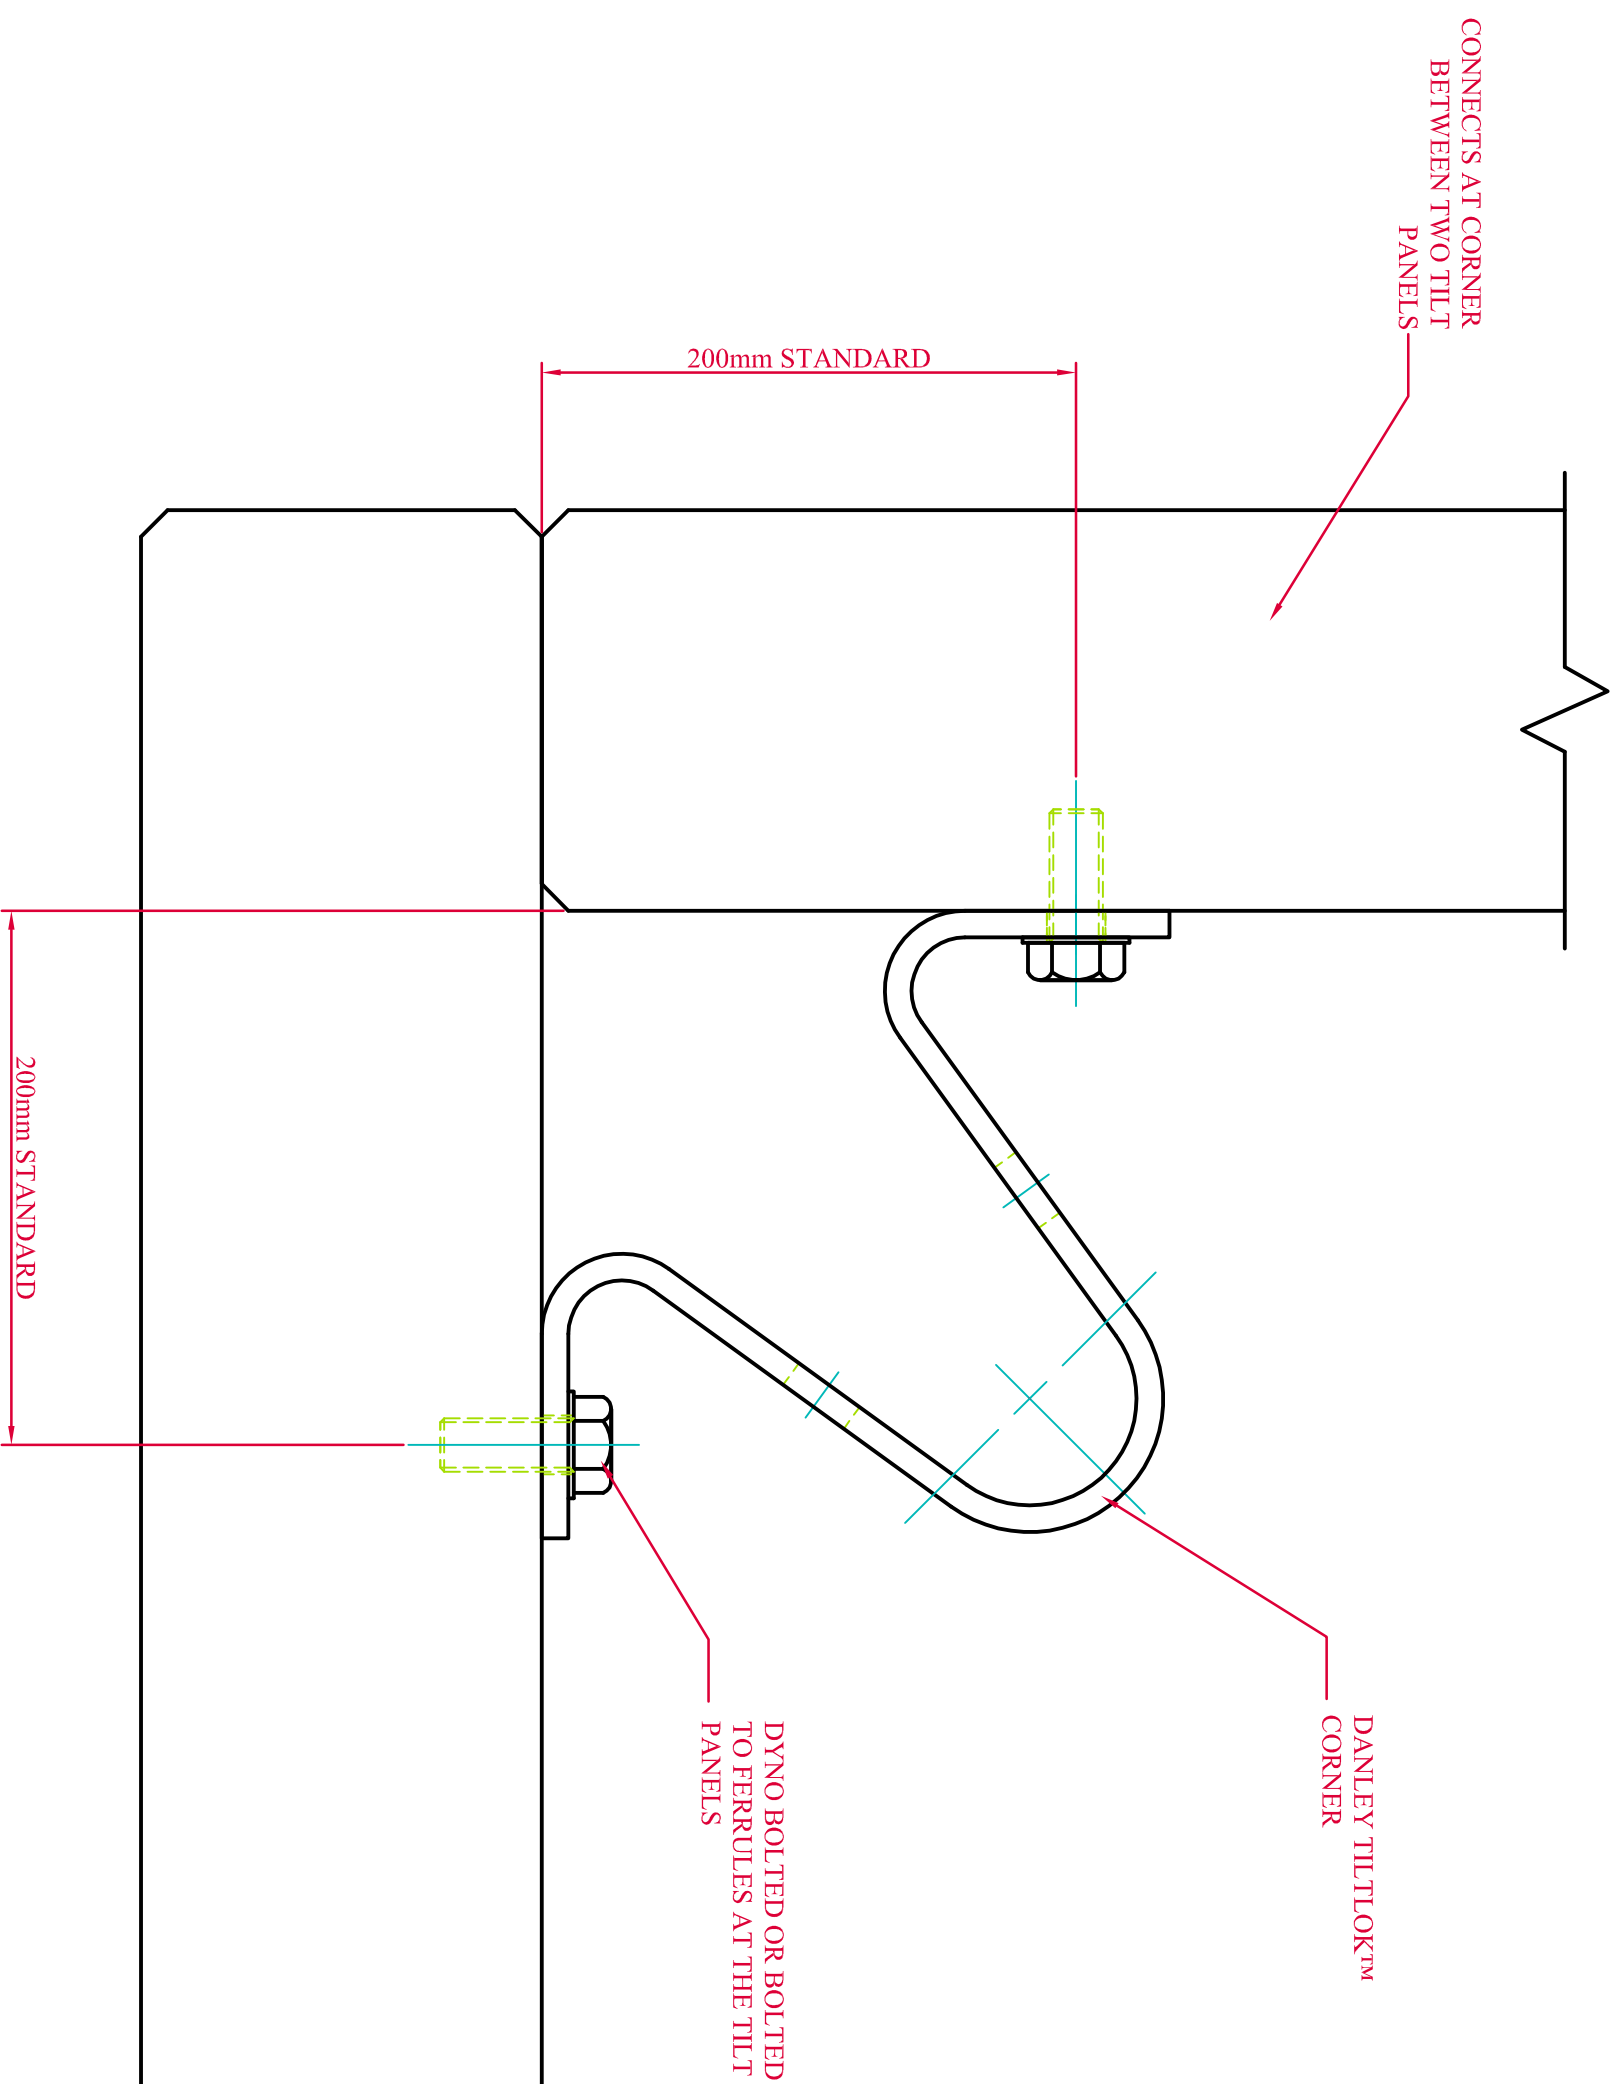 CONNECTS AT CORNER
BETWEEN TWO TILT
PANELS
200mm STANDARD
200mm STANDARD
DANLEY TILTLOK™
CORNER
DYNO BOLTED OR BOLTED
TO FERRULES AT THE TILT
PANELS